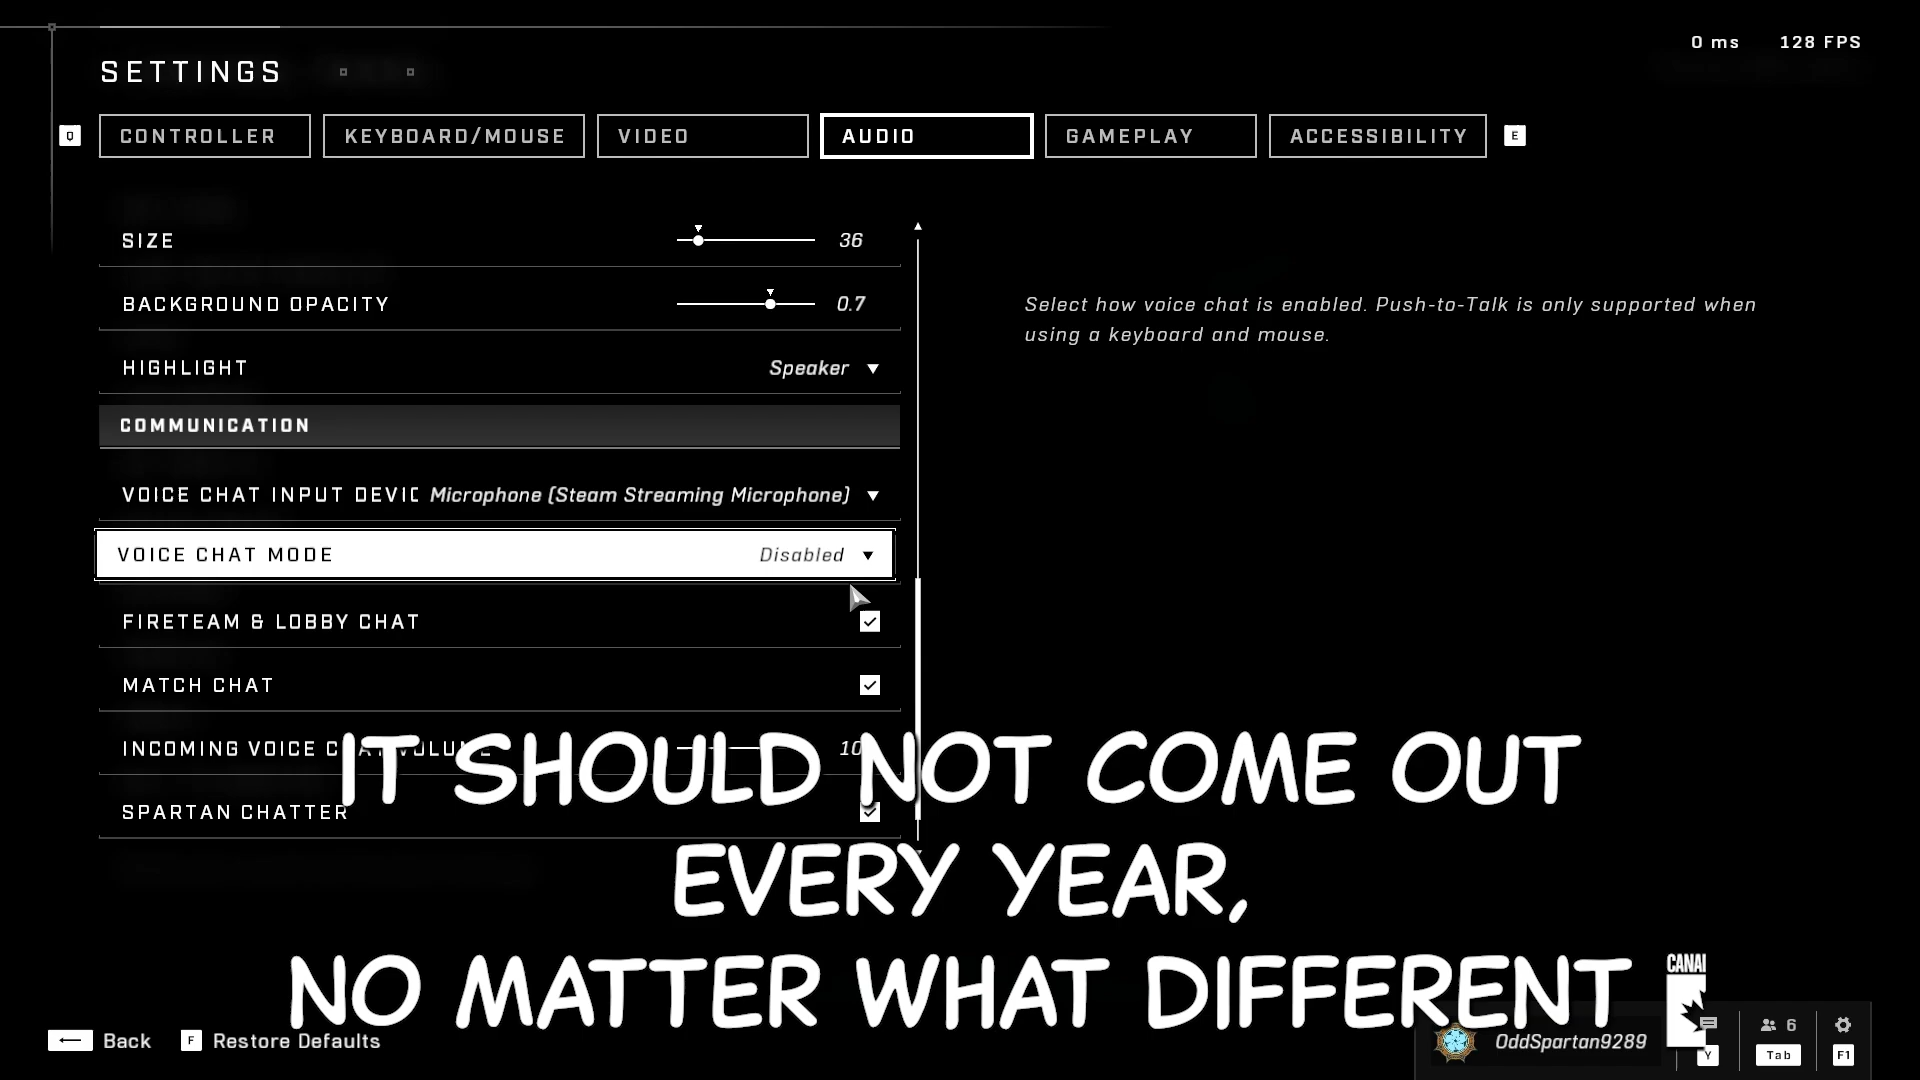 0 ms 128 FPS
SETTINGS
Q CONTROLLER KEYBOARD/MOUSE VIDEO AUDIO GAMEPLAY ACCESSIBILITY E
SIZE 36
BACKGROUND OPACITY 0.7
HIGHLIGHT Speaker
COMMUNICATION
VOICE CHAT INPUT DEVIC Microphone (Steam Streaming Microphone)
VOICE CHAT MODE Disabled
FIRETEAM & LOBBY CHAT
MATCH CHAT
INCOMING VOICE CHAT VOLUME 10
SPARTAN CHATTER
Select how voice chat is enabled. Push-to-Talk is only supported when
using a keyboard and mouse.
IT SHOULD NOT COME OUT
EVERY YEAR,
NO MATTER WHAT DIFFERENT
CANAI
Back F Restore Defaults
OddSpartan9289 Y 6 Tab F1